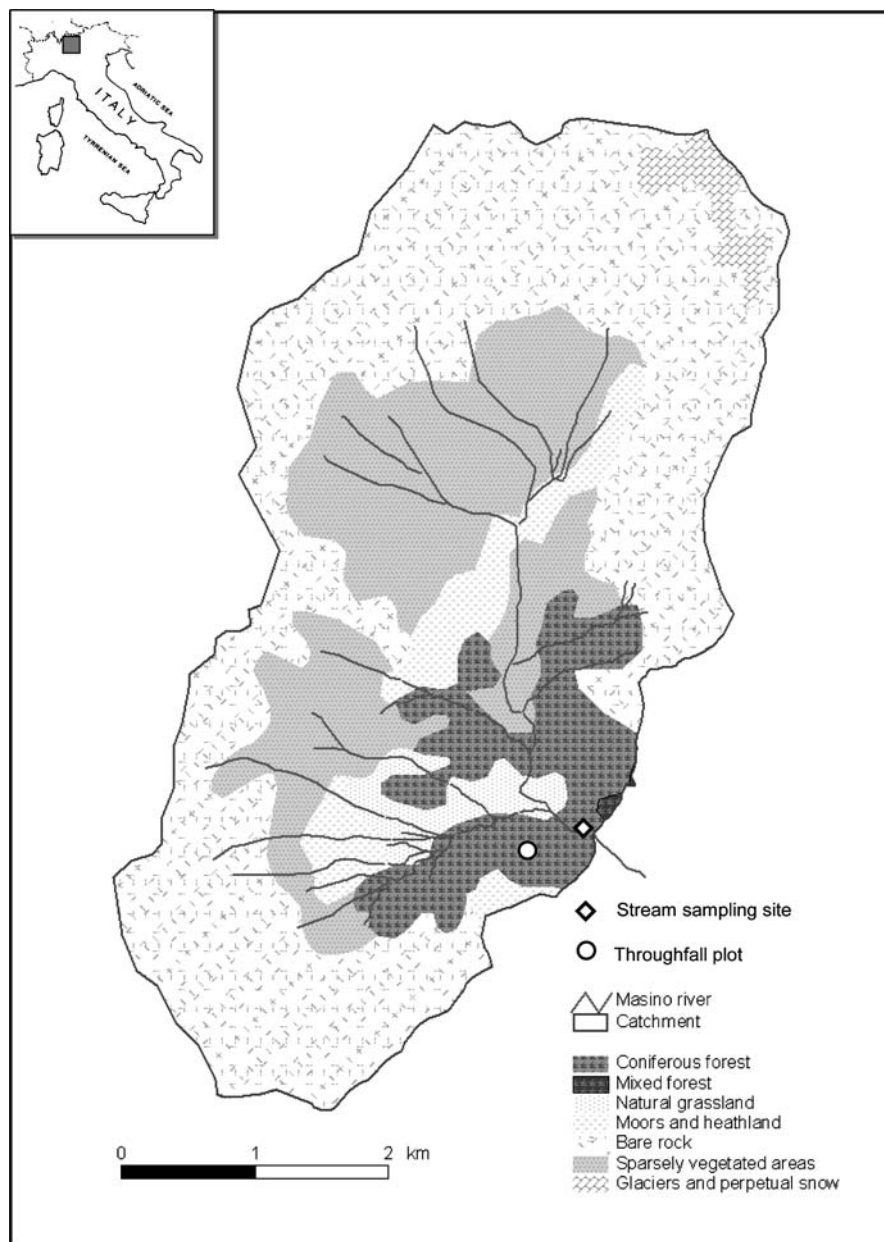 ITALY
ADRIATIC SEA
TYRRENIAN SEA
Stream sampling site
Throughfall plot
Masino river
Catchment
Coniferous forest
Mixed forest
Natural grassland
Moors and heathland
Bare rock
Sparsely vegetated areas
Glaciers and perpetual snow
0 1 2 km